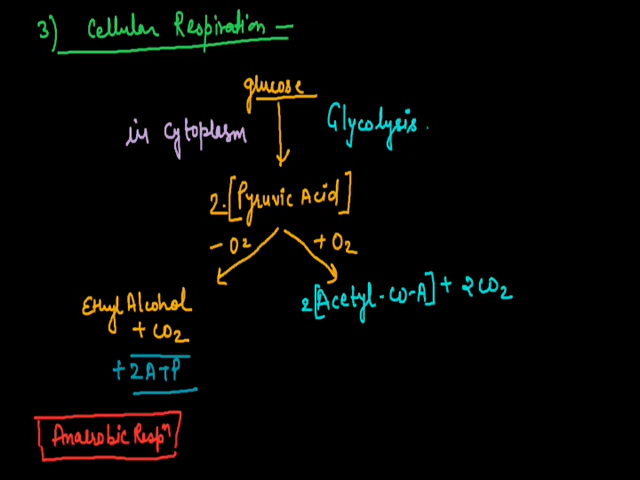 3) Cellular Respiration —
glucose
in Cytoplasm
Glycolysis.
2.[Pyruvic Acid]
- O2
+ O2
Ethyl Alcohol
+ CO2
2[Acetyl-CO-A] + 2CO2
+ 2ATP
Anaerobic Respⁿ